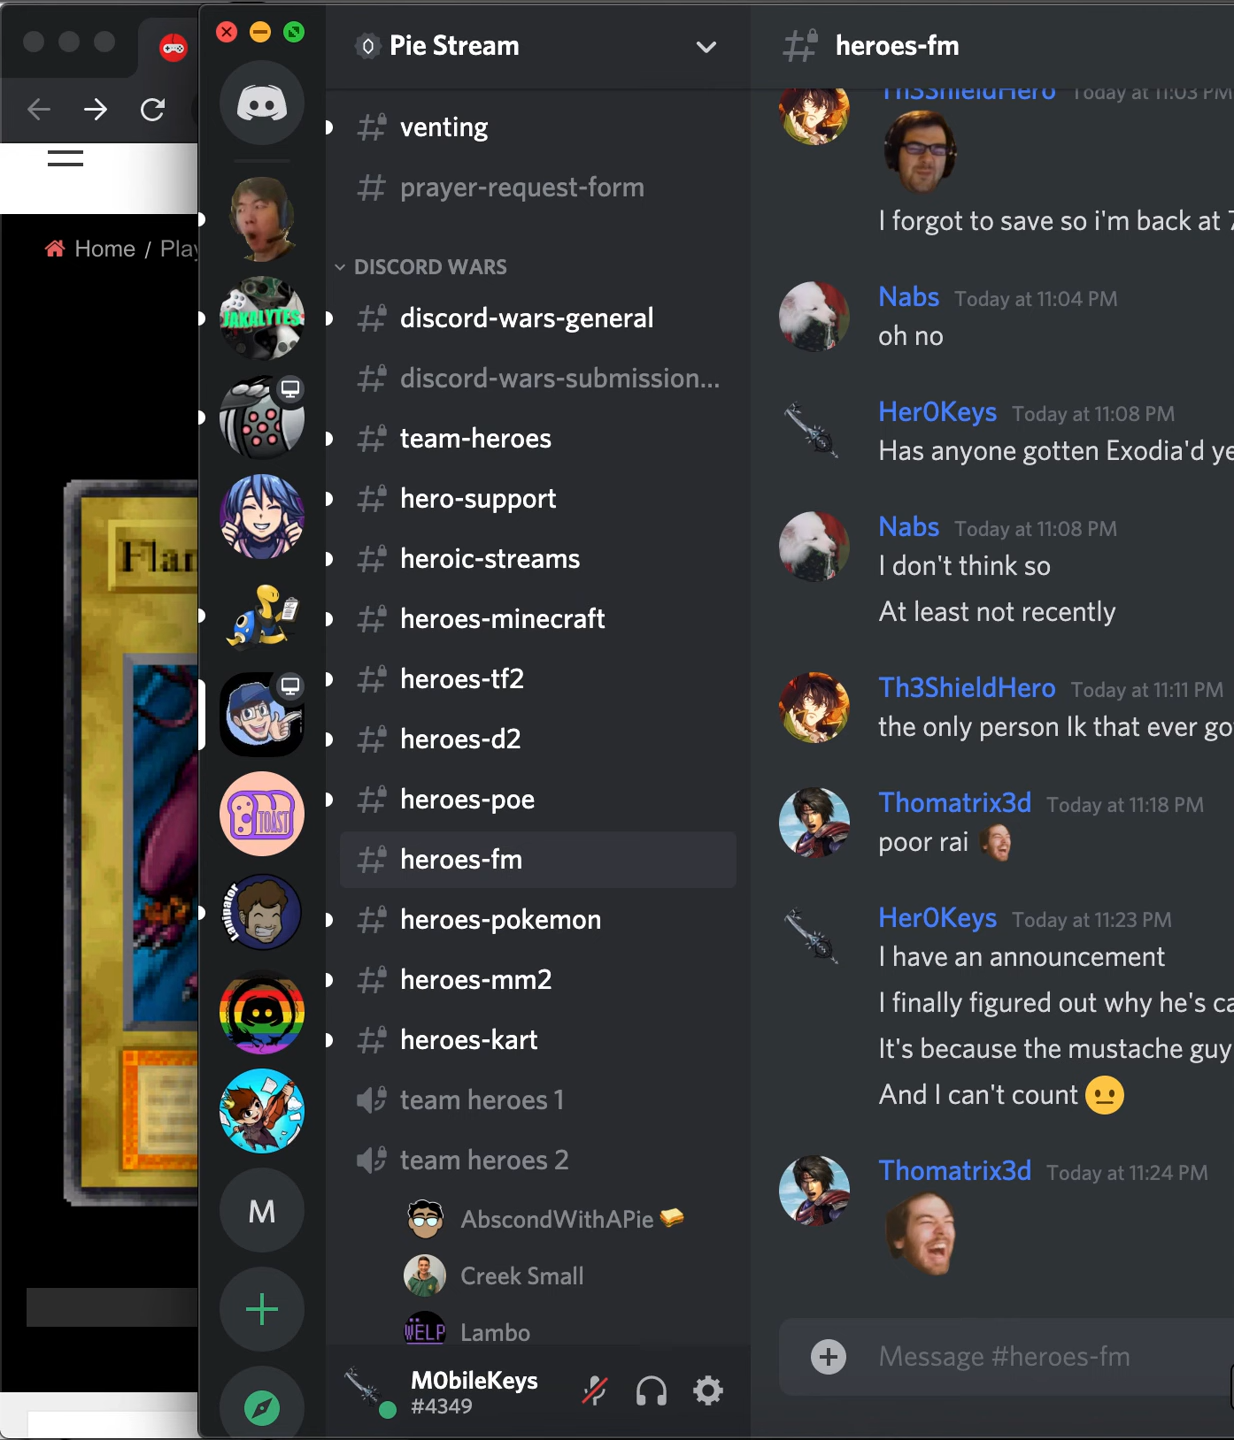 Home / Play
Flam
JAKALYTES
TOAST
Lanipator
M
Pie Stream
venting
prayer-request-form
DISCORD WARS
discord-wars-general
discord-wars-submission...
team-heroes
hero-support
heroic-streams
heroes-minecraft
heroes-tf2
heroes-d2
heroes-poe
heroes-fm
heroes-pokemon
heroes-mm2
heroes-kart
team heroes 1
team heroes 2
AbscondWithAPie
Creek Small
WELP Lambo
M0bileKeys
#4349
heroes-fm
Th3ShieldHero Today at 11:03 PM
I forgot to save so i'm back at 7
Nabs Today at 11:04 PM
oh no
Her0Keys Today at 11:08 PM
Has anyone gotten Exodia'd ye
Nabs Today at 11:08 PM
I don't think so
At least not recently
Th3ShieldHero Today at 11:11 PM
the only person Ik that ever go
Thomatrix3d Today at 11:18 PM
poor rai
Her0Keys Today at 11:23 PM
I have an announcement
I finally figured out why he's ca
It's because the mustache guy
And I can't count 😐
Thomatrix3d Today at 11:24 PM
Message #heroes-fm